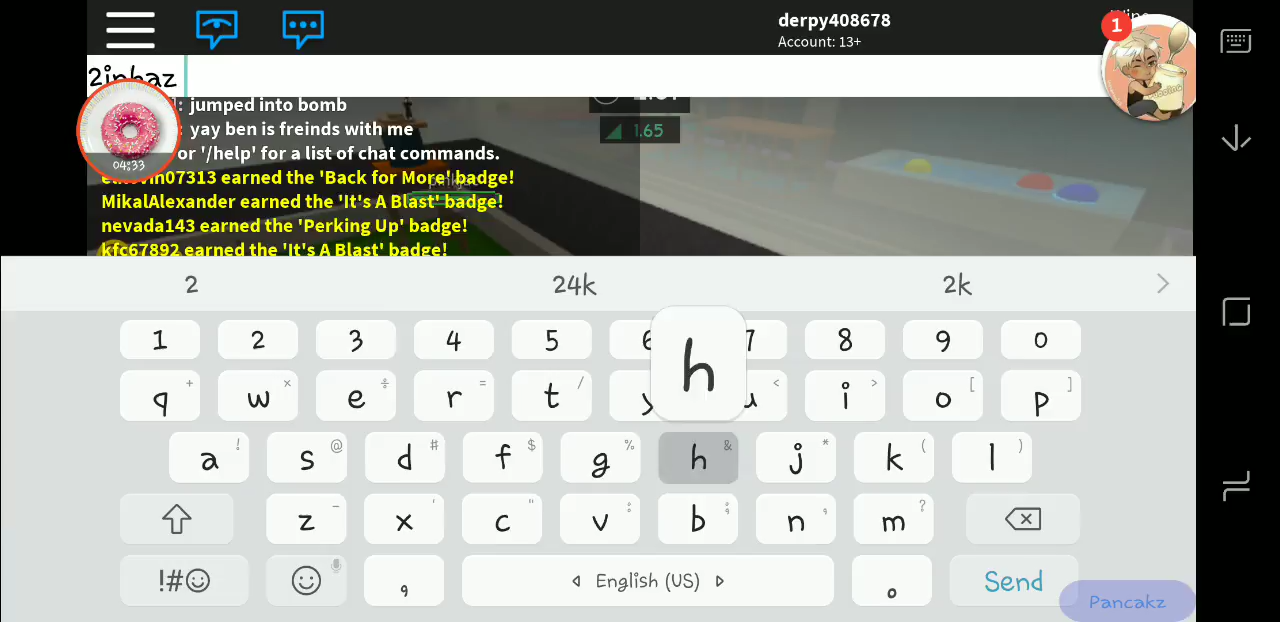 derpy408678
Account: 13+
1
2inhaz
: jumped into bomb
: yay ben is freinds with me
04:33
or '/help' for a list of chat commands.
1.65
07313 earned the 'Back for More' badge!
MikalAlexander earned the 'It's A Blast' badge!
nevada143 earned the 'Perking Up' badge!
kfc67892 earned the 'It's A Blast' badge!
2 24k 2k
1 2 3 4 5 6 7 8 9 0
q + w × e ÷ r = t / y u < i > o [ p ]
h
a ! s @ d # f $ g % h & j * k ( l )
z - x ' c " v : b ; n , m ?
!#☺ , English (US) . Send
Pancakz